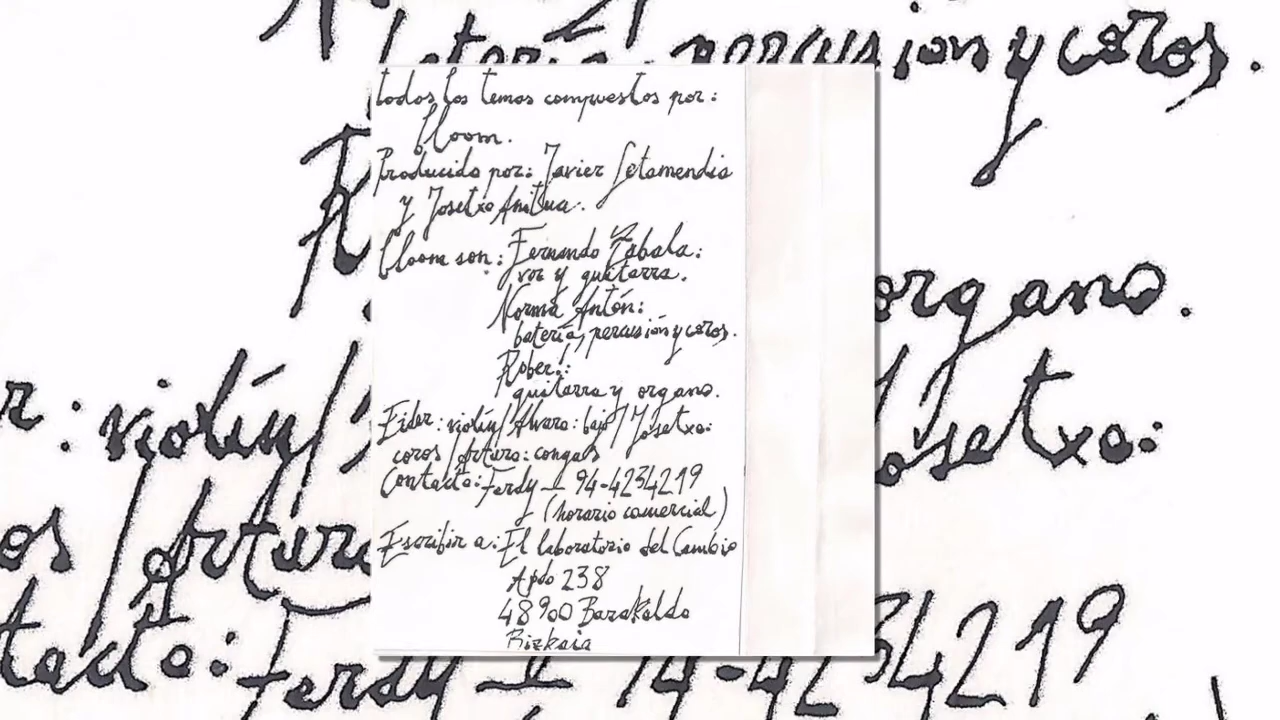 todos los temas compuestos por:
bloom.
Producido por: Javier Letamendia
y Josetxo Anitua.
bloom son: Fernando Zabala:
voz y guitarra.
Norma Antón:
batería, percusión y coros.
Rober!:
guitarra y organo.
Eider: violín/ Alvaro: bajo/ Josetxo:
coros /Arturo: congas
Contacto: Ferdy - 94-4234219
(horario comercial)
Escribir a: El laboratorio del Cambio
Apdo 238
48900 Barakaldo
Bizkaia